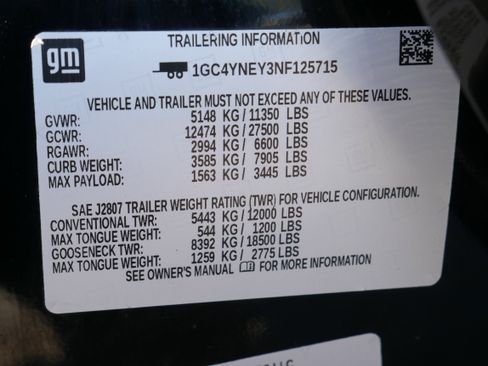 gm
TRAILERING INFORMATION
1GC4YNEY3NF125715
VEHICLE AND TRAILER MUST NOT EXCEED ANY OF THESE VALUES.
GVWR: 5148 KG/11350 LBS
GCWR: 12474 KG/27500 LBS
RGAWR: 2994 KG/ 6600 LBS
CURB WEIGHT: 3585 KG/ 7905 LBS
MAX PAYLOAD: 1563 KG/ 3445 LBS
SAE J2807 TRAILER WEIGHT RATING (TWR) FOR VEHICLE CONFIGURATION.
CONVENTIONAL TWR: 5443 KG/12000 LBS
MAX TONGUE WEIGHT: 544 KG/ 1200 LBS
GOOSENECK TWR: 8392 KG/18500 LBS
MAX TONGUE WEIGHT: 1259 KG/ 2775 LBS
SEE OWNER'S MANUAL FOR MORE INFORMATION